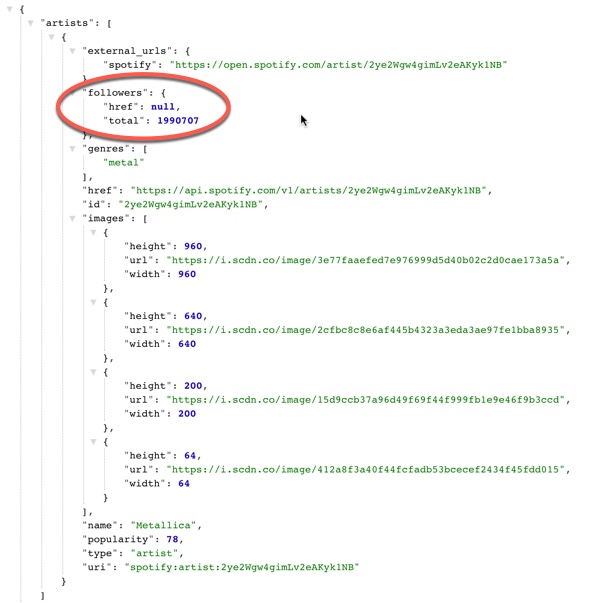 {
"artists": [
{
"external_urls": {
"spotify": "https://open.spotify.com/artist/2ye2Wgw4gimLv2eAKyk1NB"
},
"followers": {
"href": null,
"total": 1990707
},
"genres": [
"metal"
],
"href": "https://api.spotify.com/v1/artists/2ye2Wgw4gimLv2eAKyk1NB",
"id": "2ye2Wgw4gimLv2eAKyk1NB",
"images": [
{
"height": 960,
"url": "https://i.scdn.co/image/3e77faaefed7e976999d5d40b02c2d0cae173a5a",
"width": 960
},
{
"height": 640,
"url": "https://i.scdn.co/image/2cfbc8c8e6af445b4323a3eda3ae97fe1bba8935",
"width": 640
},
{
"height": 200,
"url": "https://i.scdn.co/image/15d9ccb37a96d49f69f44f999fb1e9e46f9b3ccd",
"width": 200
},
{
"height": 64,
"url": "https://i.scdn.co/image/412a8f3a40f44fcfadb53bcecef2434f45fdd015",
"width": 64
}
],
"name": "Metallica",
"popularity": 78,
"type": "artist",
"uri": "spotify:artist:2ye2Wgw4gimLv2eAKyk1NB"
}
]